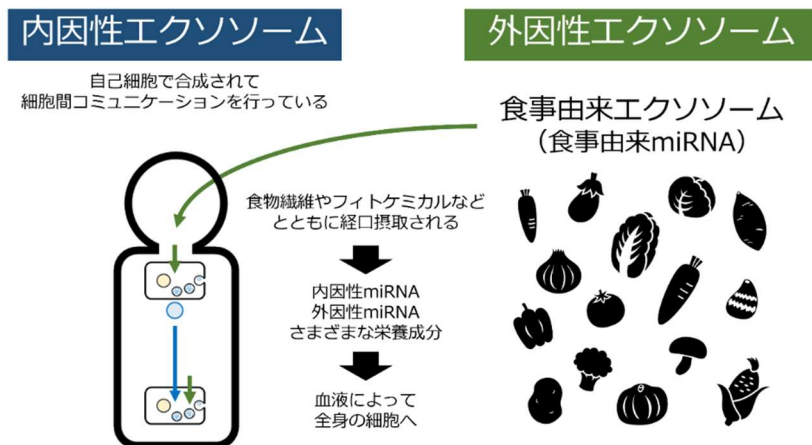 内因性エクソソーム
自己細胞で合成されて
細胞間コミュニケーションを行っている
外因性エクソソーム
食事由来エクソソーム
（食事由来miRNA）
食物繊維やフィトケミカルなど
とともに経口摂取される
内因性miRNA
外因性miRNA
さまざまな栄養成分
血液によって
全身の細胞へ